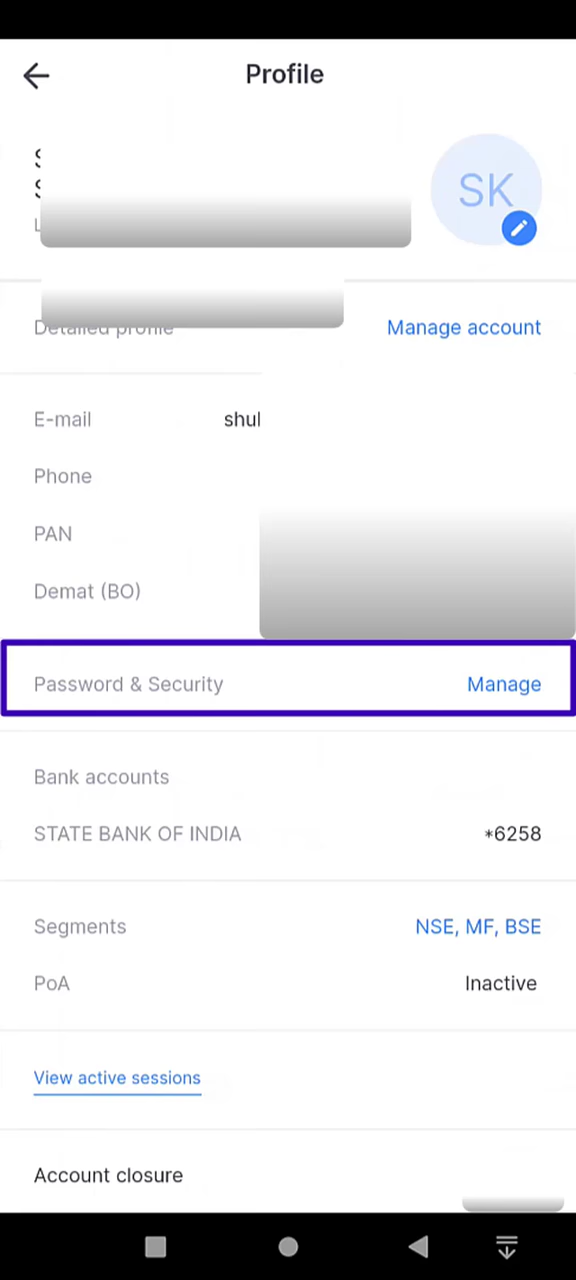 Profile
SK
Detailed profile
Manage account
E-mail
shul
Phone
PAN
Demat (BO)
Password & Security
Manage
Bank accounts
STATE BANK OF INDIA
*6258
Segments
NSE, MF, BSE
PoA
Inactive
View active sessions
Account closure